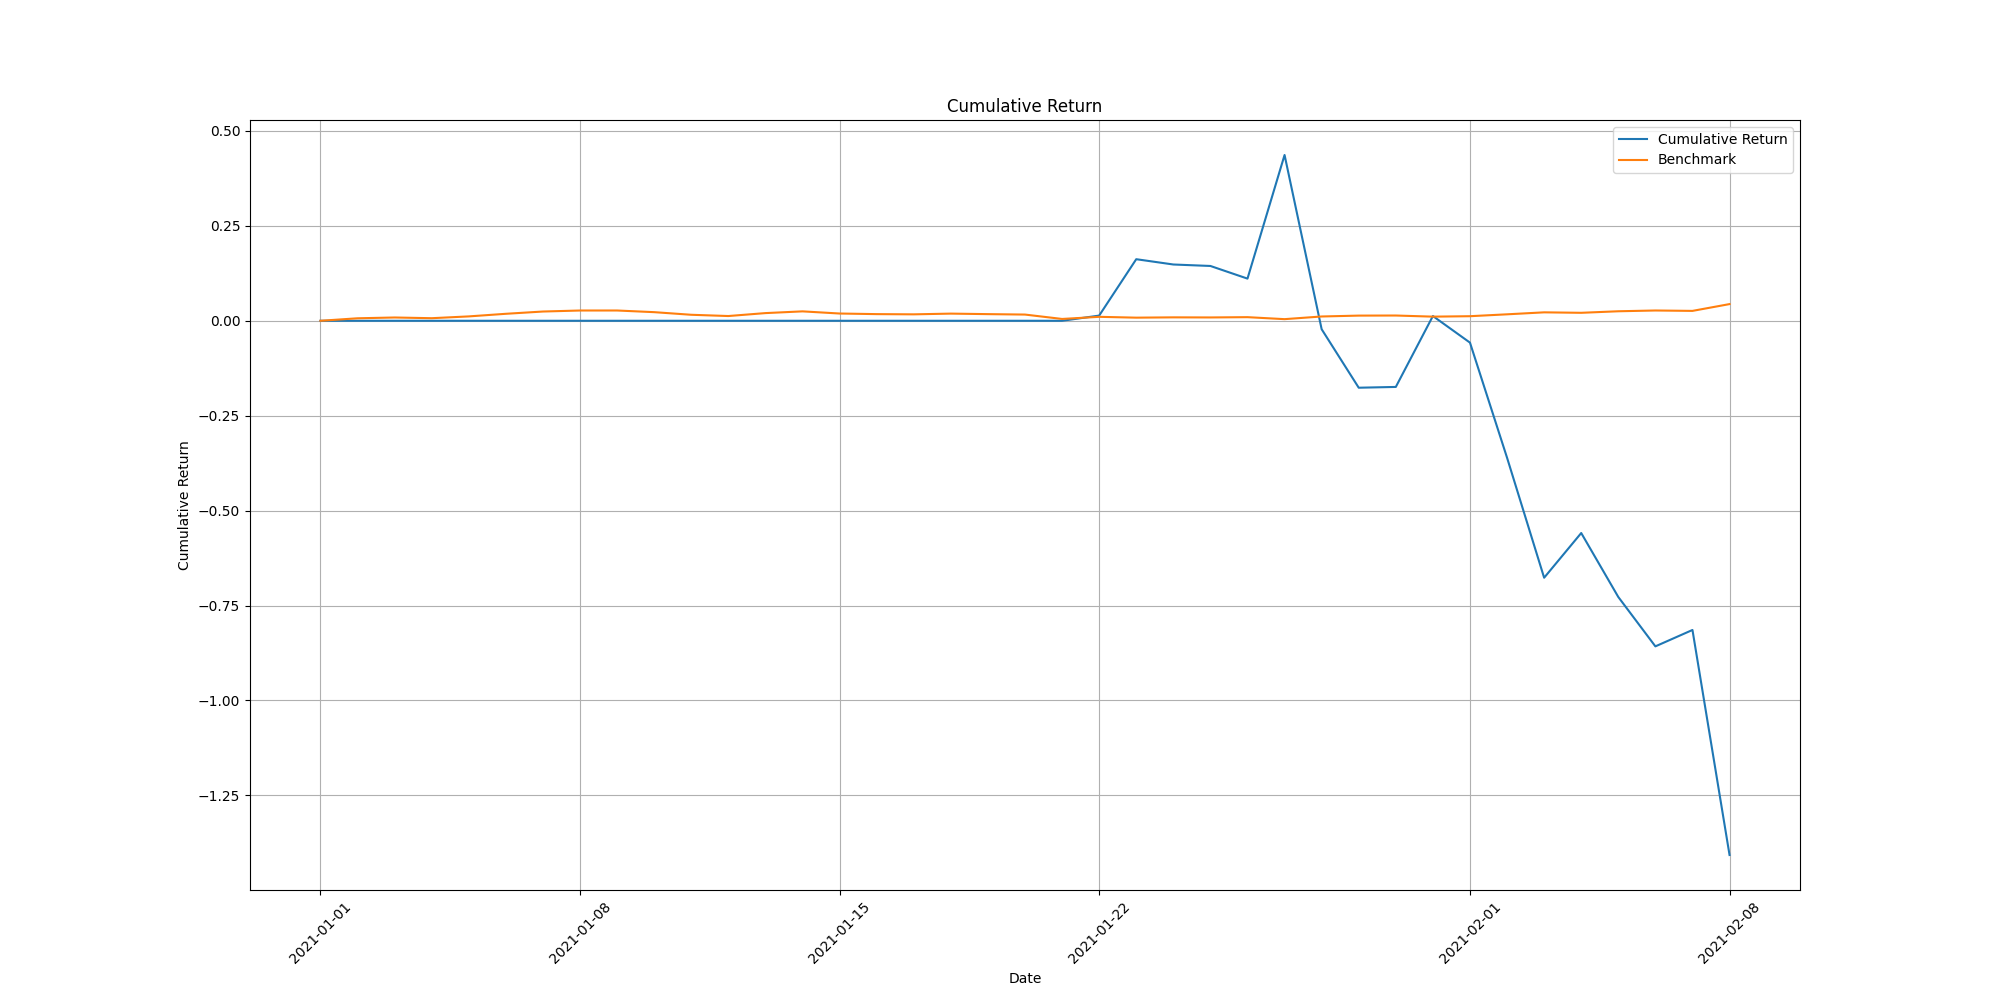 Cumulative Return
Cumulative Return
Benchmark
0.50
0.25
0.00
−0.25
−0.50
−0.75
−1.00
−1.25
Cumulative Return
2021-01-01
2021-01-08
2021-01-15
2021-01-22
2021-02-01
2021-02-08
Date